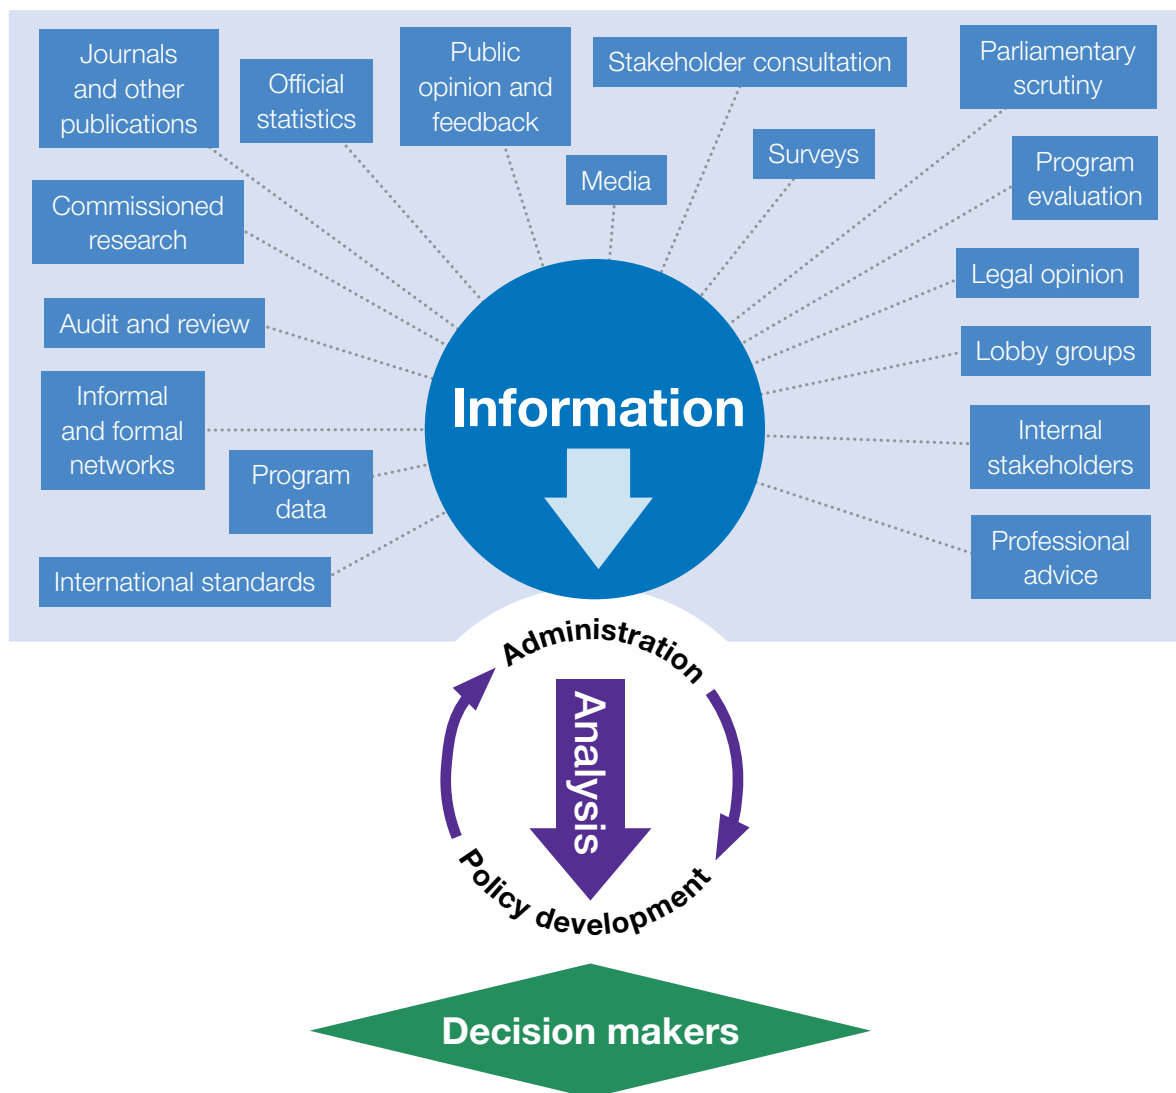 Journals
and other
publications
Official
statistics
Public
opinion and
feedback
Stakeholder consultation
Parliamentary
scrutiny
Media
Surveys
Program
evaluation
Commissioned
research
Legal opinion
Audit and review
Lobby groups
Informal
and formal
networks
Information
Internal
stakeholders
Program
data
Professional
advice
International standards
Administration
Analysis
Policy development
Decision makers